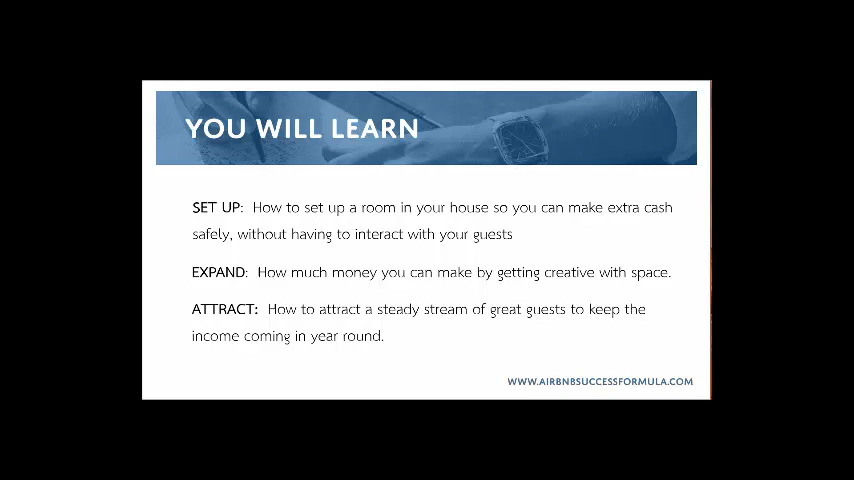 YOU WILL LEARN
SET UP: How to set up a room in your house so you can make extra cash
safely, without having to interact with your guests
EXPAND: How much money you can make by getting creative with space.
ATTRACT: How to attract a steady stream of great guests to keep the
income coming in year round.
WWW.AIRBNBSUCCESSFORMULA.COM